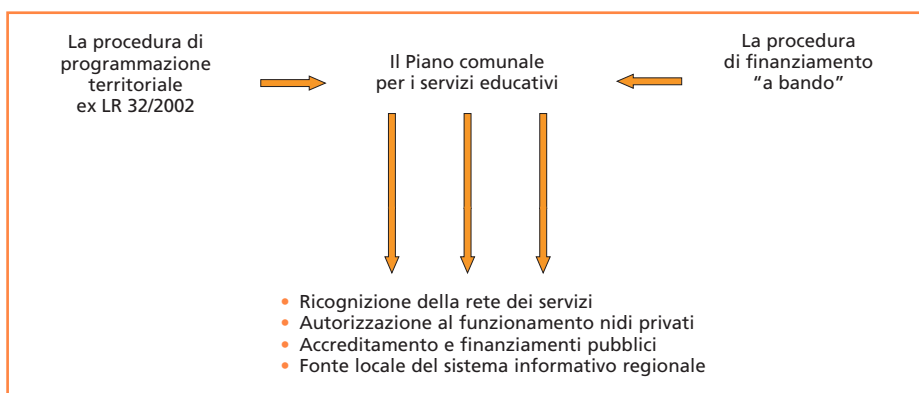 La procedura di
programmazione
territoriale
ex LR 32/2002
Il Piano comunale
per i servizi educativi
La procedura
di finanziamento
“a bando”
• Ricognizione della rete dei servizi
• Autorizzazione al funzionamento nidi privati
• Accreditamento e finanziamenti pubblici
• Fonte locale del sistema informativo regionale